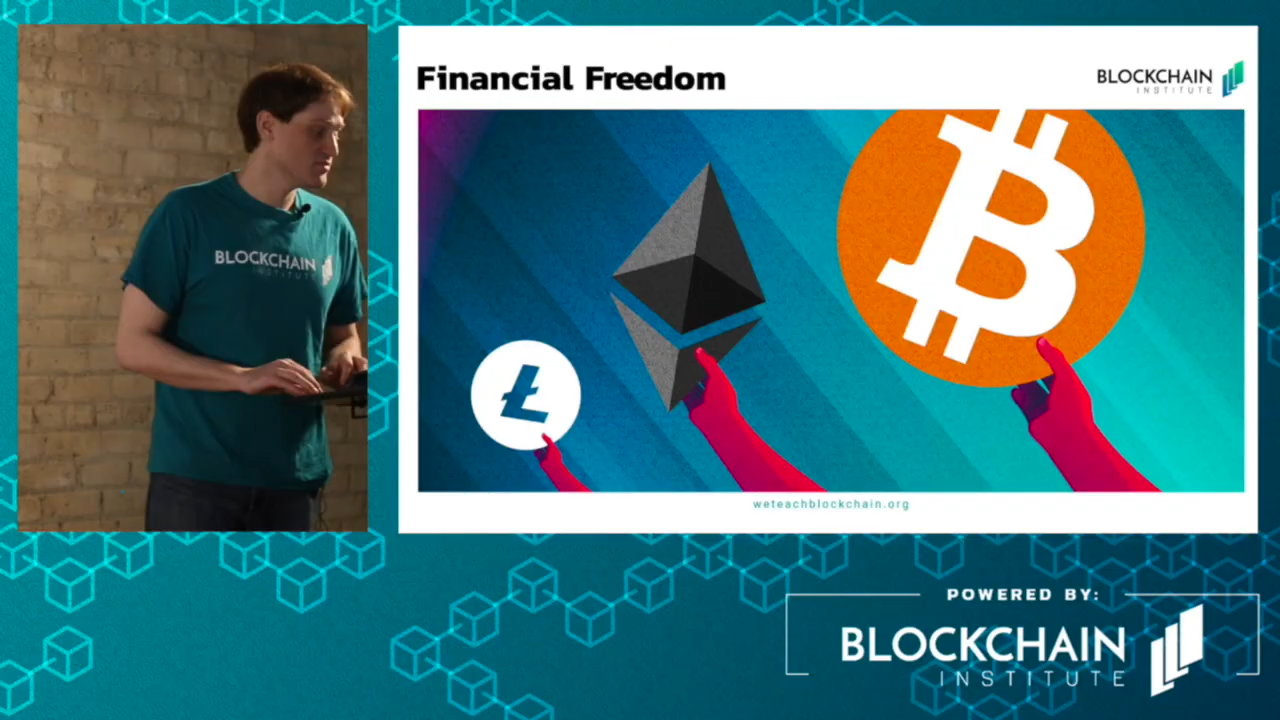 Financial Freedom
BLOCKCHAIN
INSTITUTE
BLOCKCHAIN
INSTITUTE
weteachblockchain.org
POWERED BY:
BLOCKCHAIN
INSTITUTE